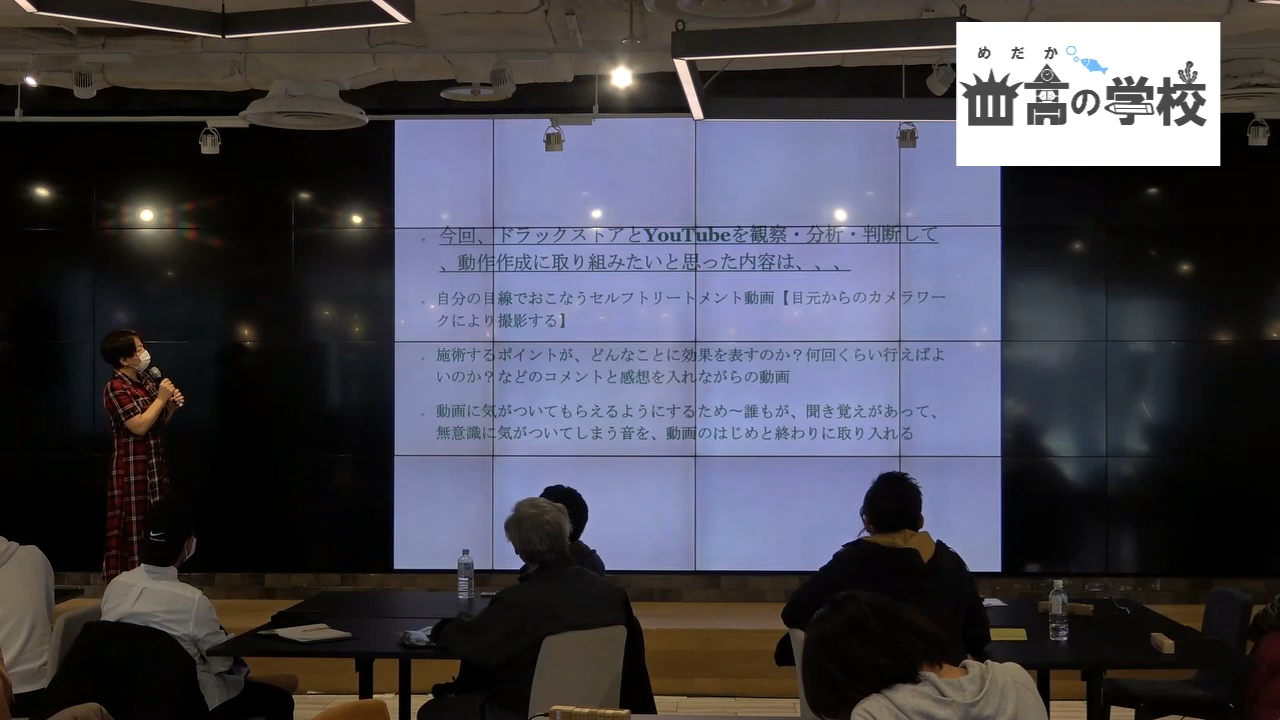 めだか
皿高の学校
今回、ドラックストアとYouTubeを観察・分析・判断して
、動作作成に取り組みたいと思った内容は、、、
自分の目線でおこなうセルフトリートメント動画【目元からのカメラワー
クにより撮影する】
施術するポイントが、どんなことに効果を表すのか？何回くらい行えばよ
いのか？などのコメントと感想を入れながらの動画
動画に気がついてもらえるようにするため～誰もが、聞き覚えがあって、
無意識に気がついてしまう音を、動画のはじめと終わりに取り入れる